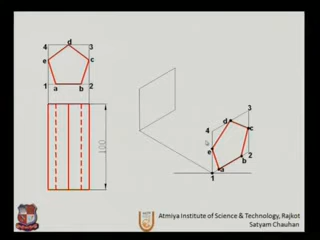 4 d 3
e c
1 a b 2
100
3
4 d c
e
b 2
a
1
Atmiya Institute of Science & Technology, Rajkot
Satyam Chauhan